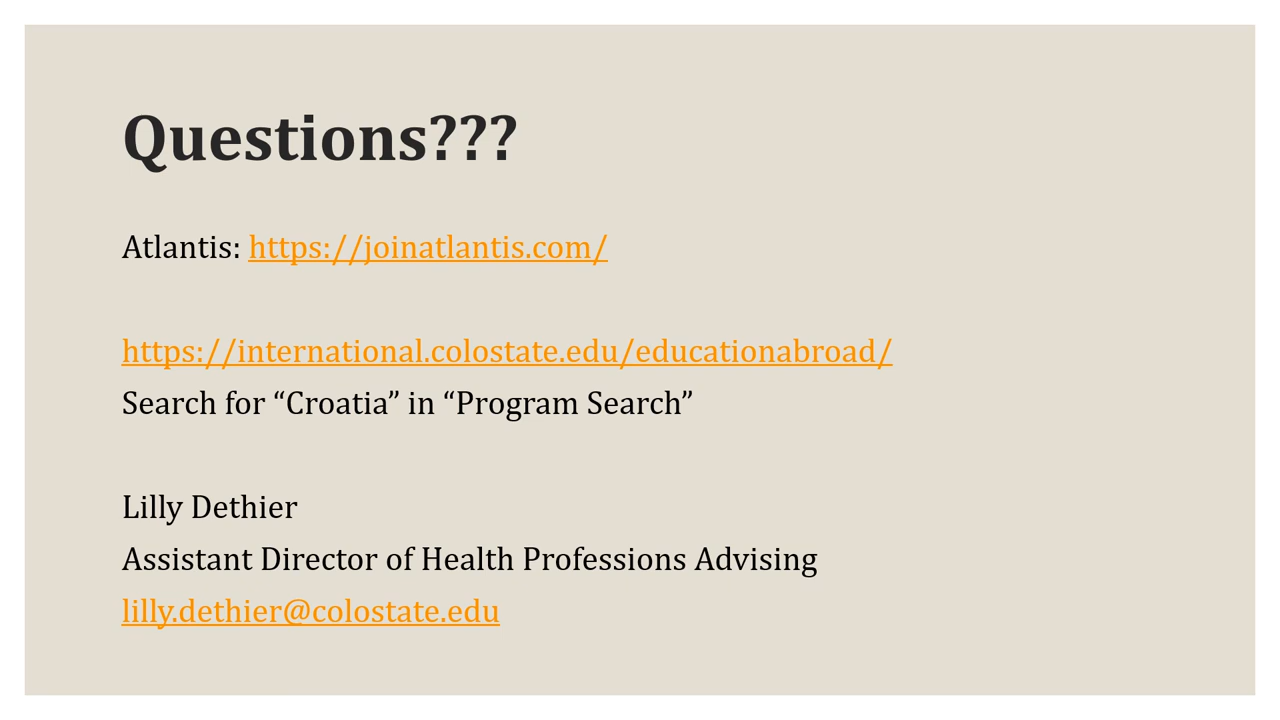 Questions???
Atlantis: https://joinatlantis.com/
https://international.colostate.edu/educationabroad/
Search for “Croatia” in “Program Search”
Lilly Dethier
Assistant Director of Health Professions Advising
lilly.dethier@colostate.edu